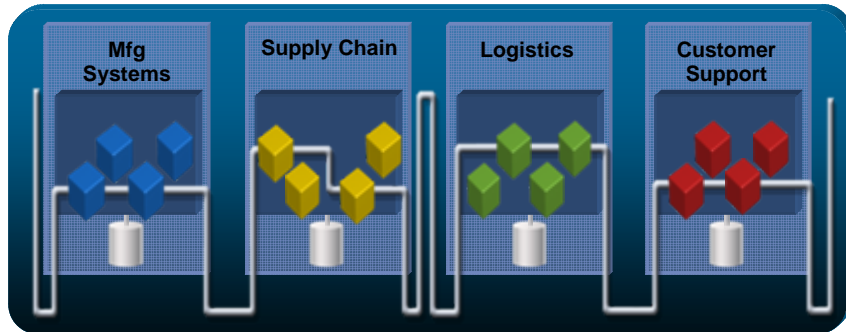 Mfg
Systems
Supply Chain
Logistics
Customer
Support